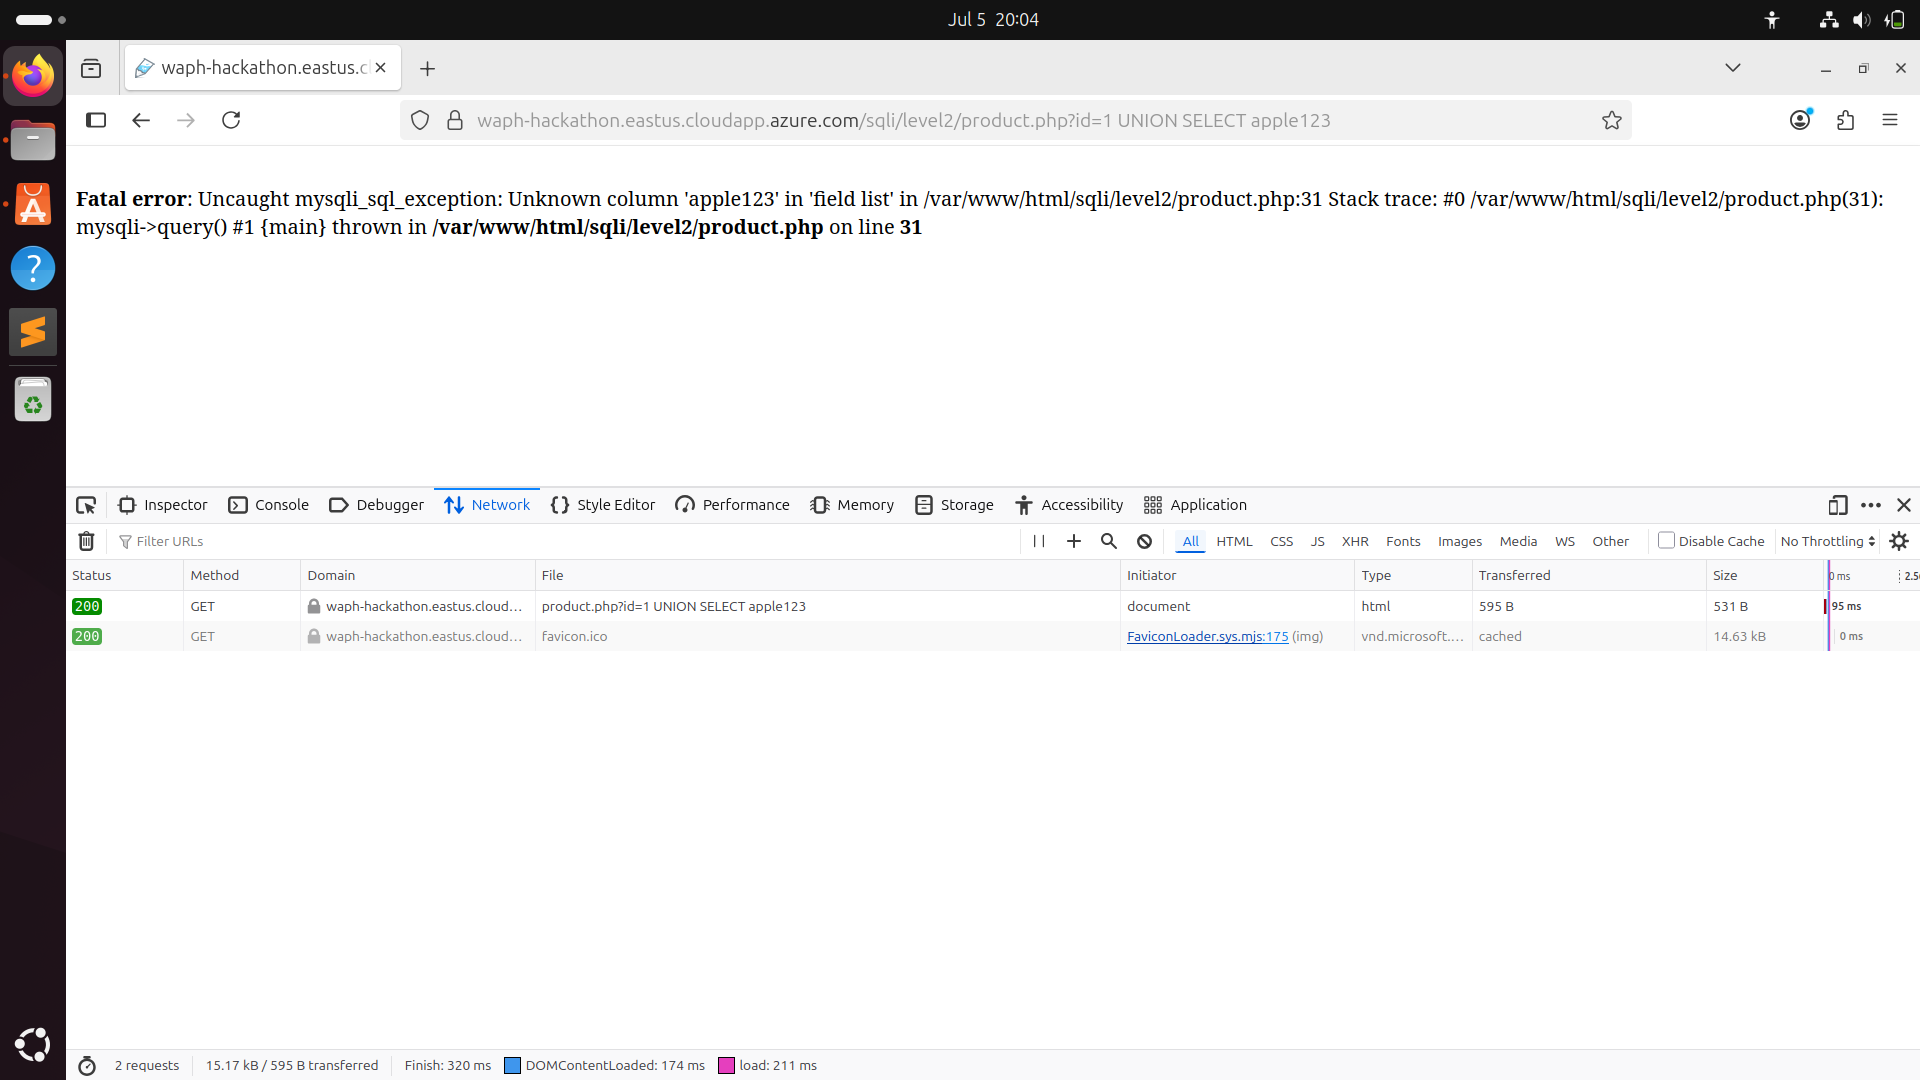 Jul 5 20:04
waph-hackathon.eastus.c
waph-hackathon.eastus.cloudapp.azure.com/sqli/level2/product.php?id=1 UNION SELECT apple123
Fatal error: Uncaught mysqli_sql_exception: Unknown column 'apple123' in 'field list' in /var/www/html/sqli/level2/product.php:31 Stack trace: #0 /var/www/html/sqli/level2/product.php(31):
mysqli->query() #1 {main} thrown in /var/www/html/sqli/level2/product.php on line 31
Inspector Console Debugger Network Style Editor Performance Memory Storage Accessibility Application
Filter URLs All HTML CSS JS XHR Fonts Images Media WS Other Disable Cache No Throttling
Status Method Domain File Initiator Type Transferred Size 0 ms 2.5
200 GET waph-hackathon.eastus.cloud... product.php?id=1 UNION SELECT apple123 document html 595 B 531 B 95 ms
200 GET waph-hackathon.eastus.cloud... favicon.ico FaviconLoader.sys.mjs:175 (img) vnd.microsoft.... cached 14.63 kB 0 ms
2 requests 15.17 kB / 595 B transferred Finish: 320 ms DOMContentLoaded: 174 ms load: 211 ms